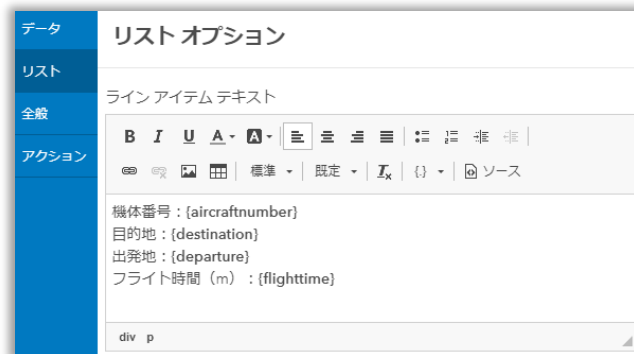 データ
リスト
全般
アクション
リスト オプション
ライン アイテム テキスト
B I U A A
標準 既定 Tx {.} ソース
機体番号：{aircraftnumber}
目的地：{destination}
出発地：{departure}
フライト時間（m）：{flighttime}
div p